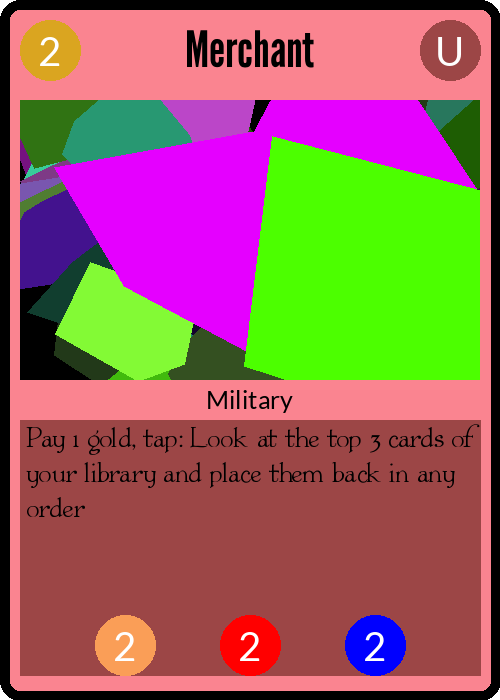 2 Merchant U
Military
Pay 1 gold, tap: Look at the top 3 cards of
your library and place them back in any
order
2 2 2